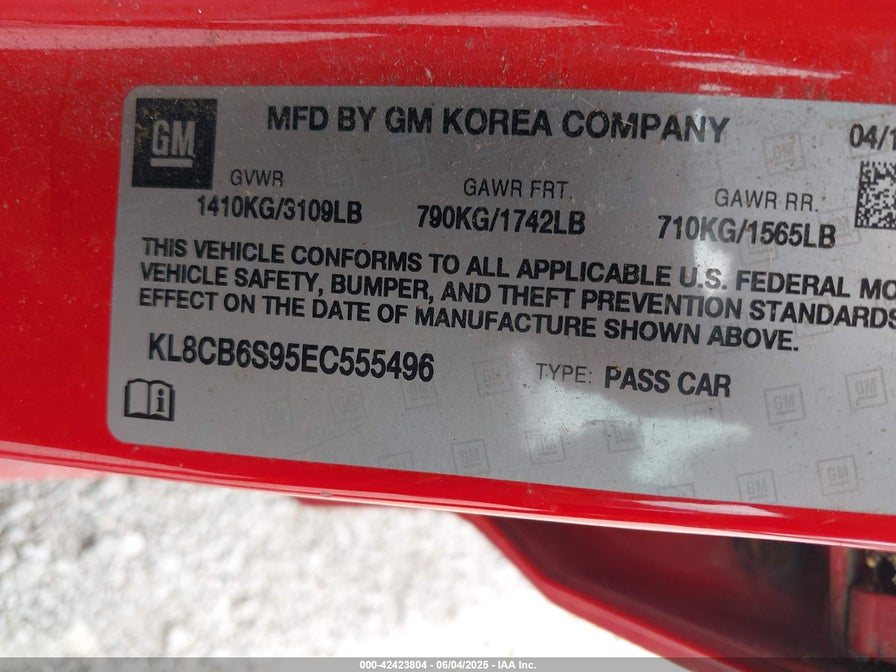 GM
MFD BY GM KOREA COMPANY
04/1
GVWR
1410KG/3109LB
GAWR FRT.
790KG/1742LB
GAWR RR.
710KG/1565LB
THIS VEHICLE CONFORMS TO ALL APPLICABLE U.S. FEDERAL MO
VEHICLE SAFETY, BUMPER, AND THEFT PREVENTION STANDARDS
EFFECT ON THE DATE OF MANUFACTURE SHOWN ABOVE.
KL8CB6S95EC555496
TYPE: PASS CAR
000-42423804 - 06/04/2025 - IAA Inc.